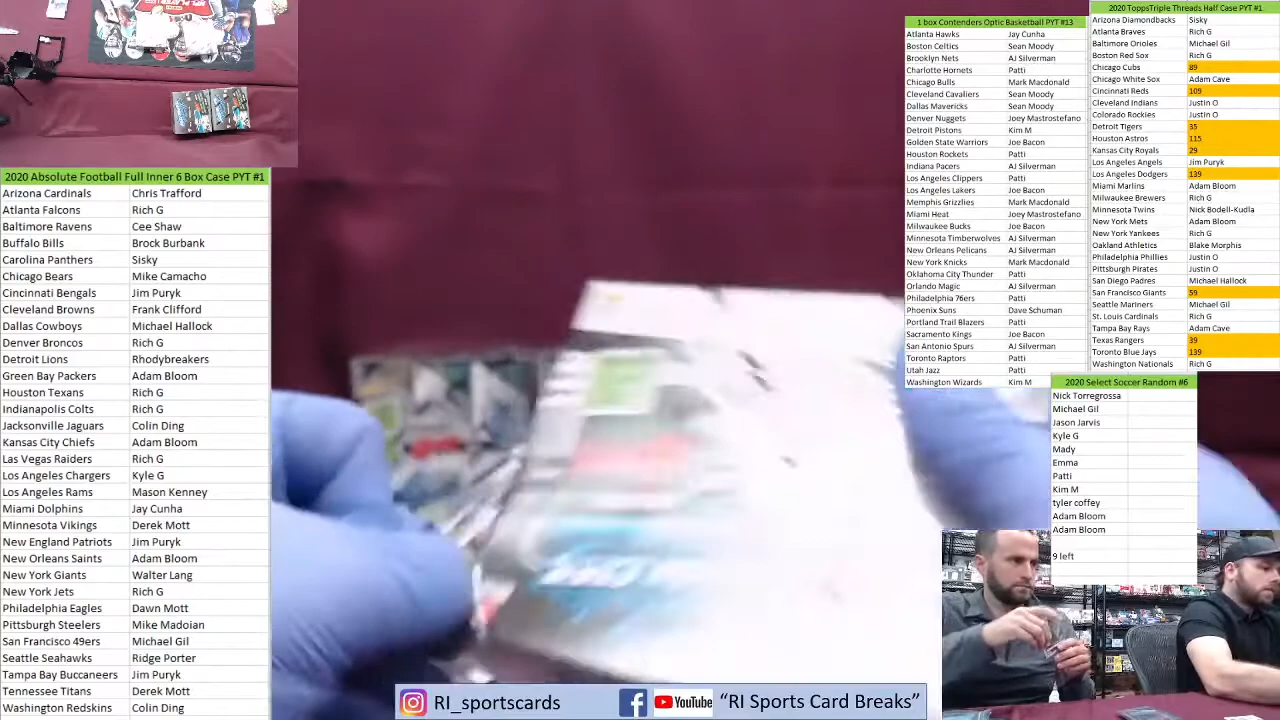 2020 Absolute Football Full Inner 6 Box Case PYT #1
Arizona Cardinals Chris Trafford
Atlanta Falcons Rich G
Baltimore Ravens Cee Shaw
Buffalo Bills Brock Burbank
Carolina Panthers Sisky
Chicago Bears Mike Camacho
Cincinnati Bengals Jim Puryk
Cleveland Browns Frank Clifford
Dallas Cowboys Michael Hallock
Denver Broncos Rich G
Detroit Lions Rhodybreakers
Green Bay Packers Adam Bloom
Houston Texans Rich G
Indianapolis Colts Rich G
Jacksonville Jaguars Colin Ding
Kansas City Chiefs Adam Bloom
Las Vegas Raiders Rich G
Los Angeles Chargers Kyle G
Los Angeles Rams Mason Kenney
Miami Dolphins Jay Cunha
Minnesota Vikings Derek Mott
New England Patriots Jim Puryk
New Orleans Saints Adam Bloom
New York Giants Walter Lang
New York Jets Rich G
Philadelphia Eagles Dawn Mott
Pittsburgh Steelers Mike Madoian
San Francisco 49ers Michael Gil
Seattle Seahawks Ridge Porter
Tampa Bay Buccaneers Jim Puryk
Tennessee Titans Derek Mott
Washington Redskins Colin Ding
1 box Contenders Optic Basketball PYT #13
Atlanta Hawks Jay Cunha
Boston Celtics Sean Moody
Brooklyn Nets AJ Silverman
Charlotte Hornets Patti
Chicago Bulls Mark Macdonald
Cleveland Cavaliers Sean Moody
Dallas Mavericks Sean Moody
Denver Nuggets Joey Mastrostefano
Detroit Pistons Kim M
Golden State Warriors Joe Bacon
Houston Rockets Patti
Indiana Pacers AJ Silverman
Los Angeles Clippers Patti
Los Angeles Lakers Joe Bacon
Memphis Grizzlies Mark Macdonald
Miami Heat Joey Mastrostefano
Milwaukee Bucks Joe Bacon
Minnesota Timberwolves AJ Silverman
New Orleans Pelicans AJ Silverman
New York Knicks Mark Macdonald
Oklahoma City Thunder Patti
Orlando Magic AJ Silverman
Philadelphia 76ers Patti
Phoenix Suns Dave Schuman
Portland Trail Blazers Patti
Sacramento Kings Joe Bacon
San Antonio Spurs AJ Silverman
Toronto Raptors Patti
Utah Jazz Patti
Washington Wizards Kim M
2020 ToppsTriple Threads Half Case PYT #1
Arizona Diamondbacks Sisky
Atlanta Braves Rich G
Baltimore Orioles Michael Gil
Boston Red Sox Rich G
Chicago Cubs 89
Chicago White Sox Adam Cave
Cincinnati Reds 109
Cleveland Indians Justin O
Colorado Rockies Justin O
Detroit Tigers 35
Houston Astros 115
Kansas City Royals 29
Los Angeles Angels Jim Puryk
Los Angeles Dodgers 139
Miami Marlins Adam Bloom
Milwaukee Brewers Rich G
Minnesota Twins Nick Bodell-Kudla
New York Mets Adam Bloom
New York Yankees Rich G
Oakland Athletics Blake Morphis
Philadelphia Phillies Justin O
Pittsburgh Pirates Justin O
San Diego Padres Michael Hallock
San Francisco Giants 59
Seattle Mariners Michael Gil
St. Louis Cardinals Rich G
Tampa Bay Rays Adam Cave
Texas Rangers 39
Toronto Blue Jays 139
Washington Nationals Rich G
2020 Select Soccer Random #6
Nick Torregrossa
Michael Gil
Jason Jarvis
Kyle G
Mady
Emma
Patti
Kim M
tyler coffey
Adam Bloom
Adam Bloom
9 left
RI_sportscards YouTube “RI Sports Card Breaks”